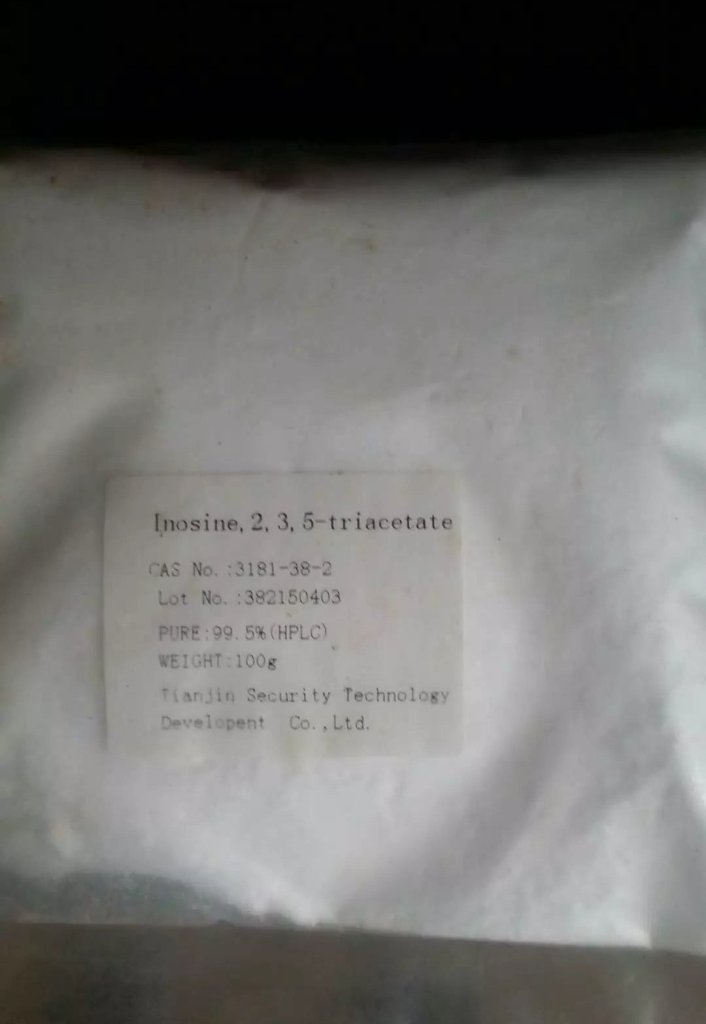 Inosine,2,3,5-triacetate
CAS No.:3181-38-2
Lot No.:382150403
PURE:99.5%(HPLC)
WEIGHT:100g
Tianjin Security Technology
Developent Co.,Ltd.